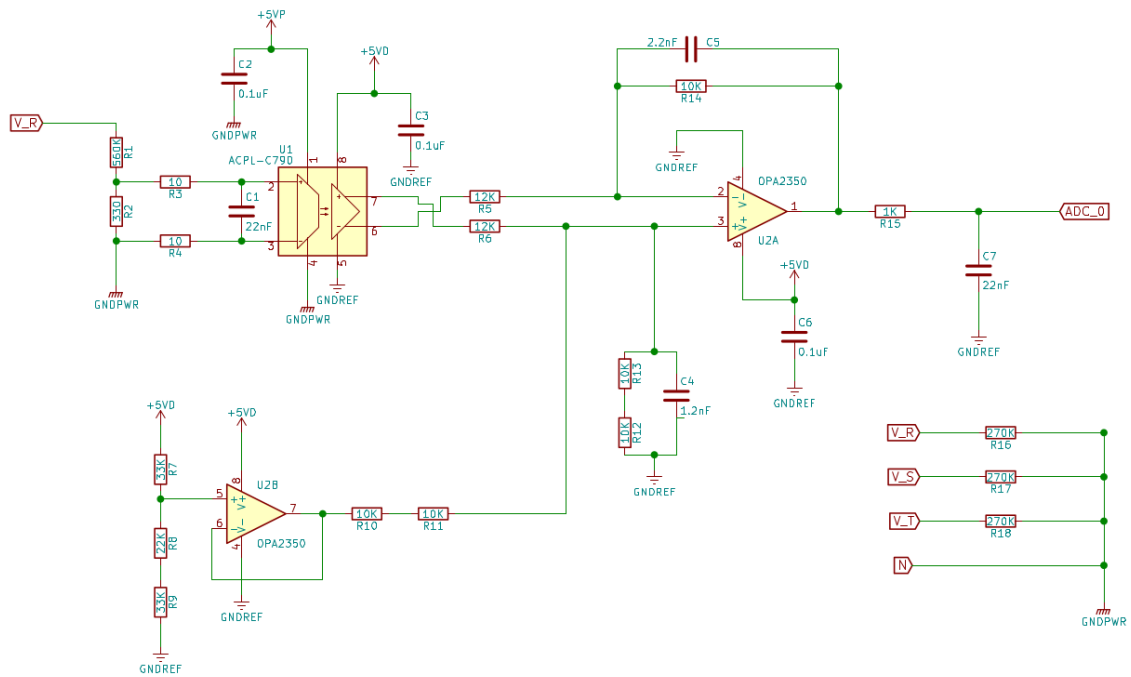 +5VP
C2
0.1uF
GNDPWR
+5VD
C3
0.1uF
GNDREF
V_R
560K
R1
330
R2
10
R3
10
R4
C1
22nF
GNDPWR
U1
ACPL-C790
1
8
2
3
7
6
4
5
GNDPWR
GNDREF
12K
R5
12K
R6
2.2nF
C5
10K
R14
GNDREF
4
OPA2350
2
3
1
8
V-
V+
U2A
1K
R15
ADC_0
C7
22nF
GNDREF
+5VD
C6
0.1uF
GNDREF
10K
R13
10K
R12
C4
1.2nF
GNDREF
+5VD
33K
R7
22K
R8
33K
R9
GNDREF
+5VD
8
U2B
5
6
7
4
V+
V-
OPA2350
GNDREF
10K
R10
10K
R11
V_R
270K
R16
V_S
270K
R17
V_T
270K
R18
N
GNDPWR